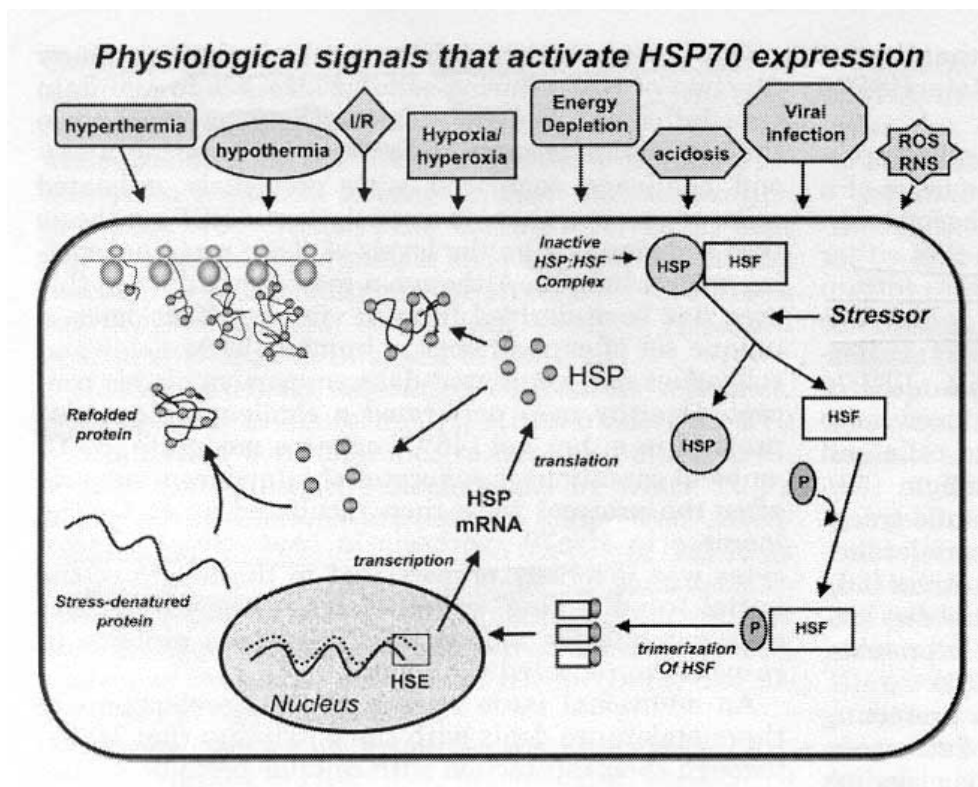 Physiological signals that activate HSP70 expression
hyperthermia
hypothermia
I/R
Hypoxia/
hyperoxia
Energy
Depletion
acidosis
Viral
infection
ROS
RNS
Inactive
HSP:HSF
Complex
HSP
HSF
Stressor
HSP
HSP
HSF
Refolded
protein
translation
P
HSP
mRNA
transcription
Stress-denatured
protein
P
HSF
trimerization
Of HSF
HSE
Nucleus